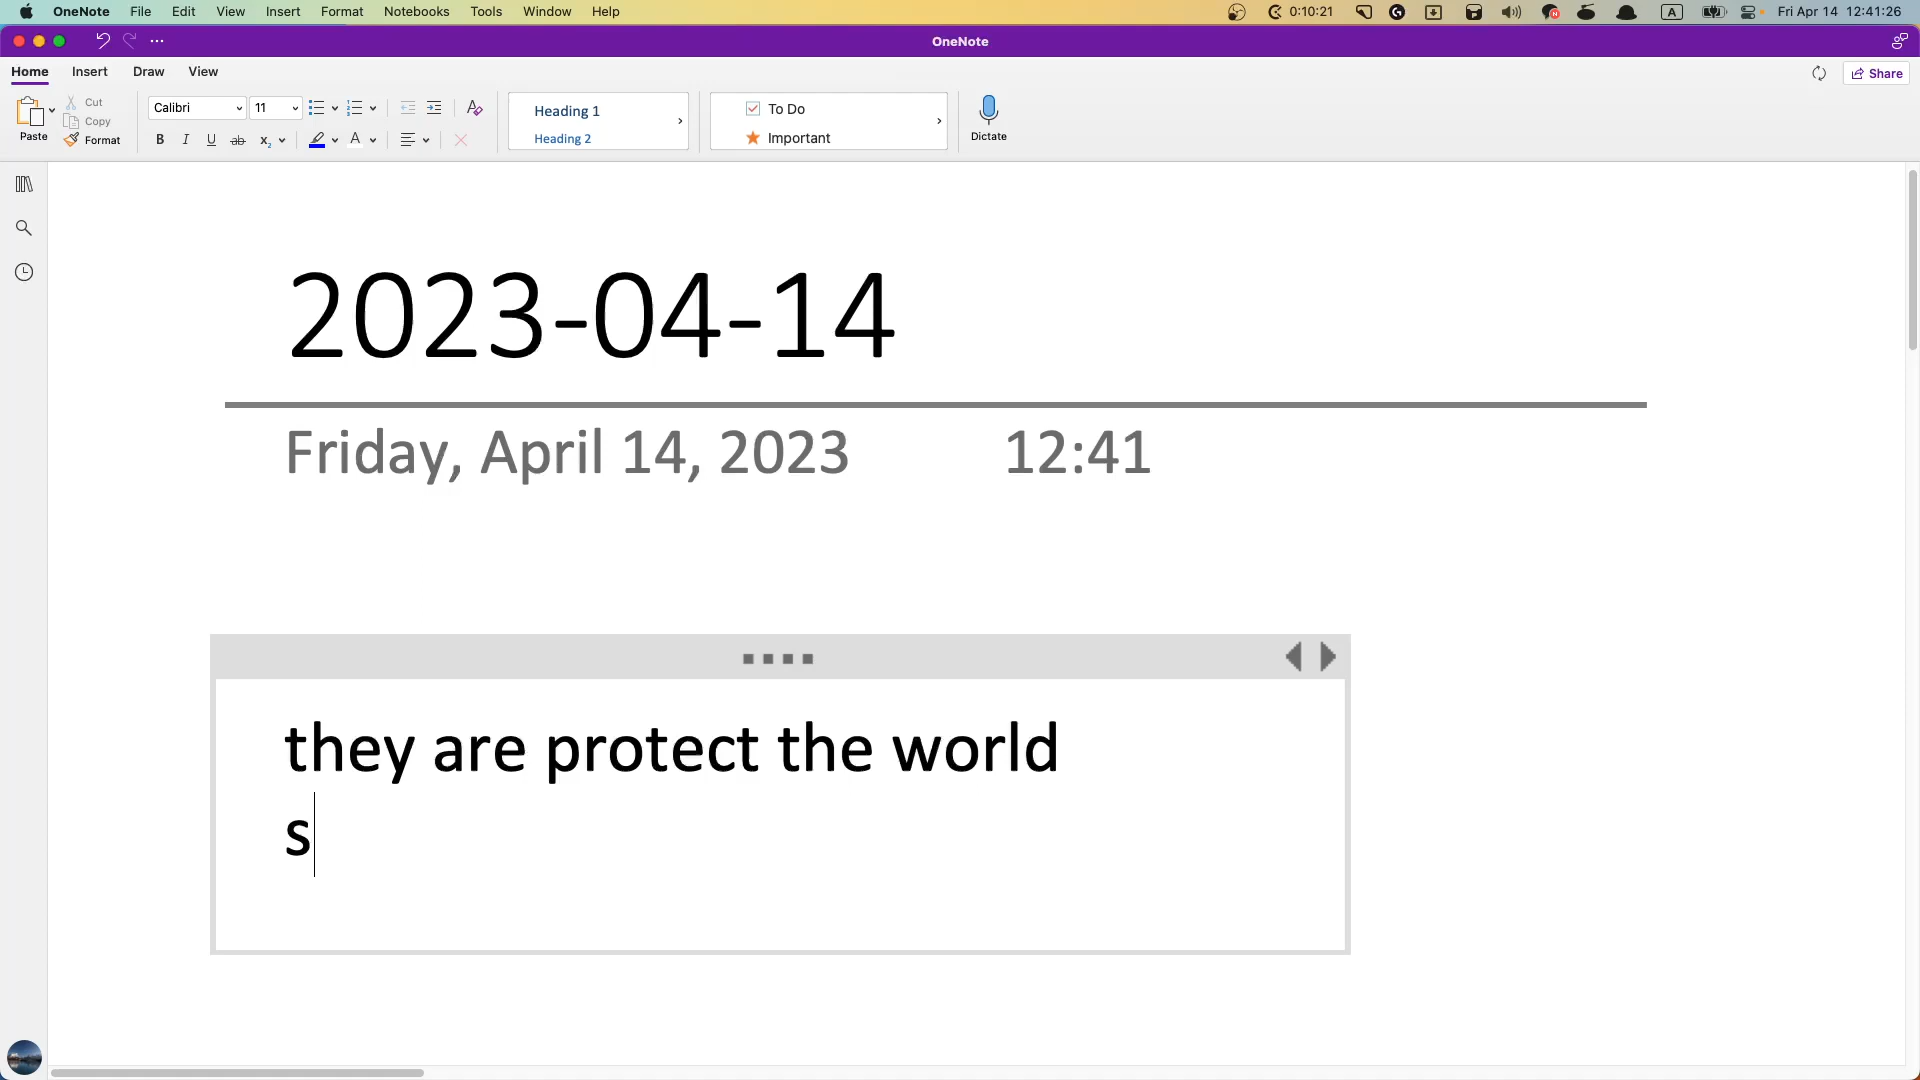 OneNote File Edit View Insert Format Notebooks Tools Window Help 0:10:21 A Fri Apr 14 12:41:26
OneNote
Home Insert Draw View Share
Paste Cut Copy Format
Calibri 11
B I U ab x₂ A
Heading 1
Heading 2
To Do
Important
Dictate
2023-04-14
Friday, April 14, 2023 12:41
they are protect the world
s